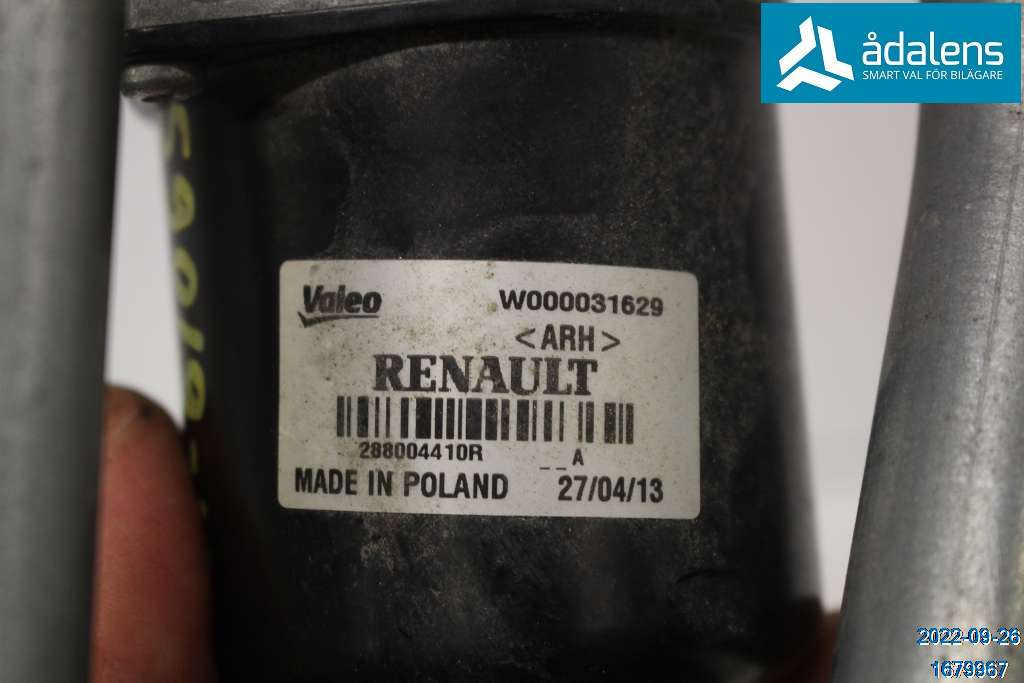 ådalens
SMART VAL FÖR BILÄGARE
Valeo
W000031629
<ARH>
RENAULT
288004410R
__A
MADE IN POLAND 27/04/13
2022-09-26
1679967